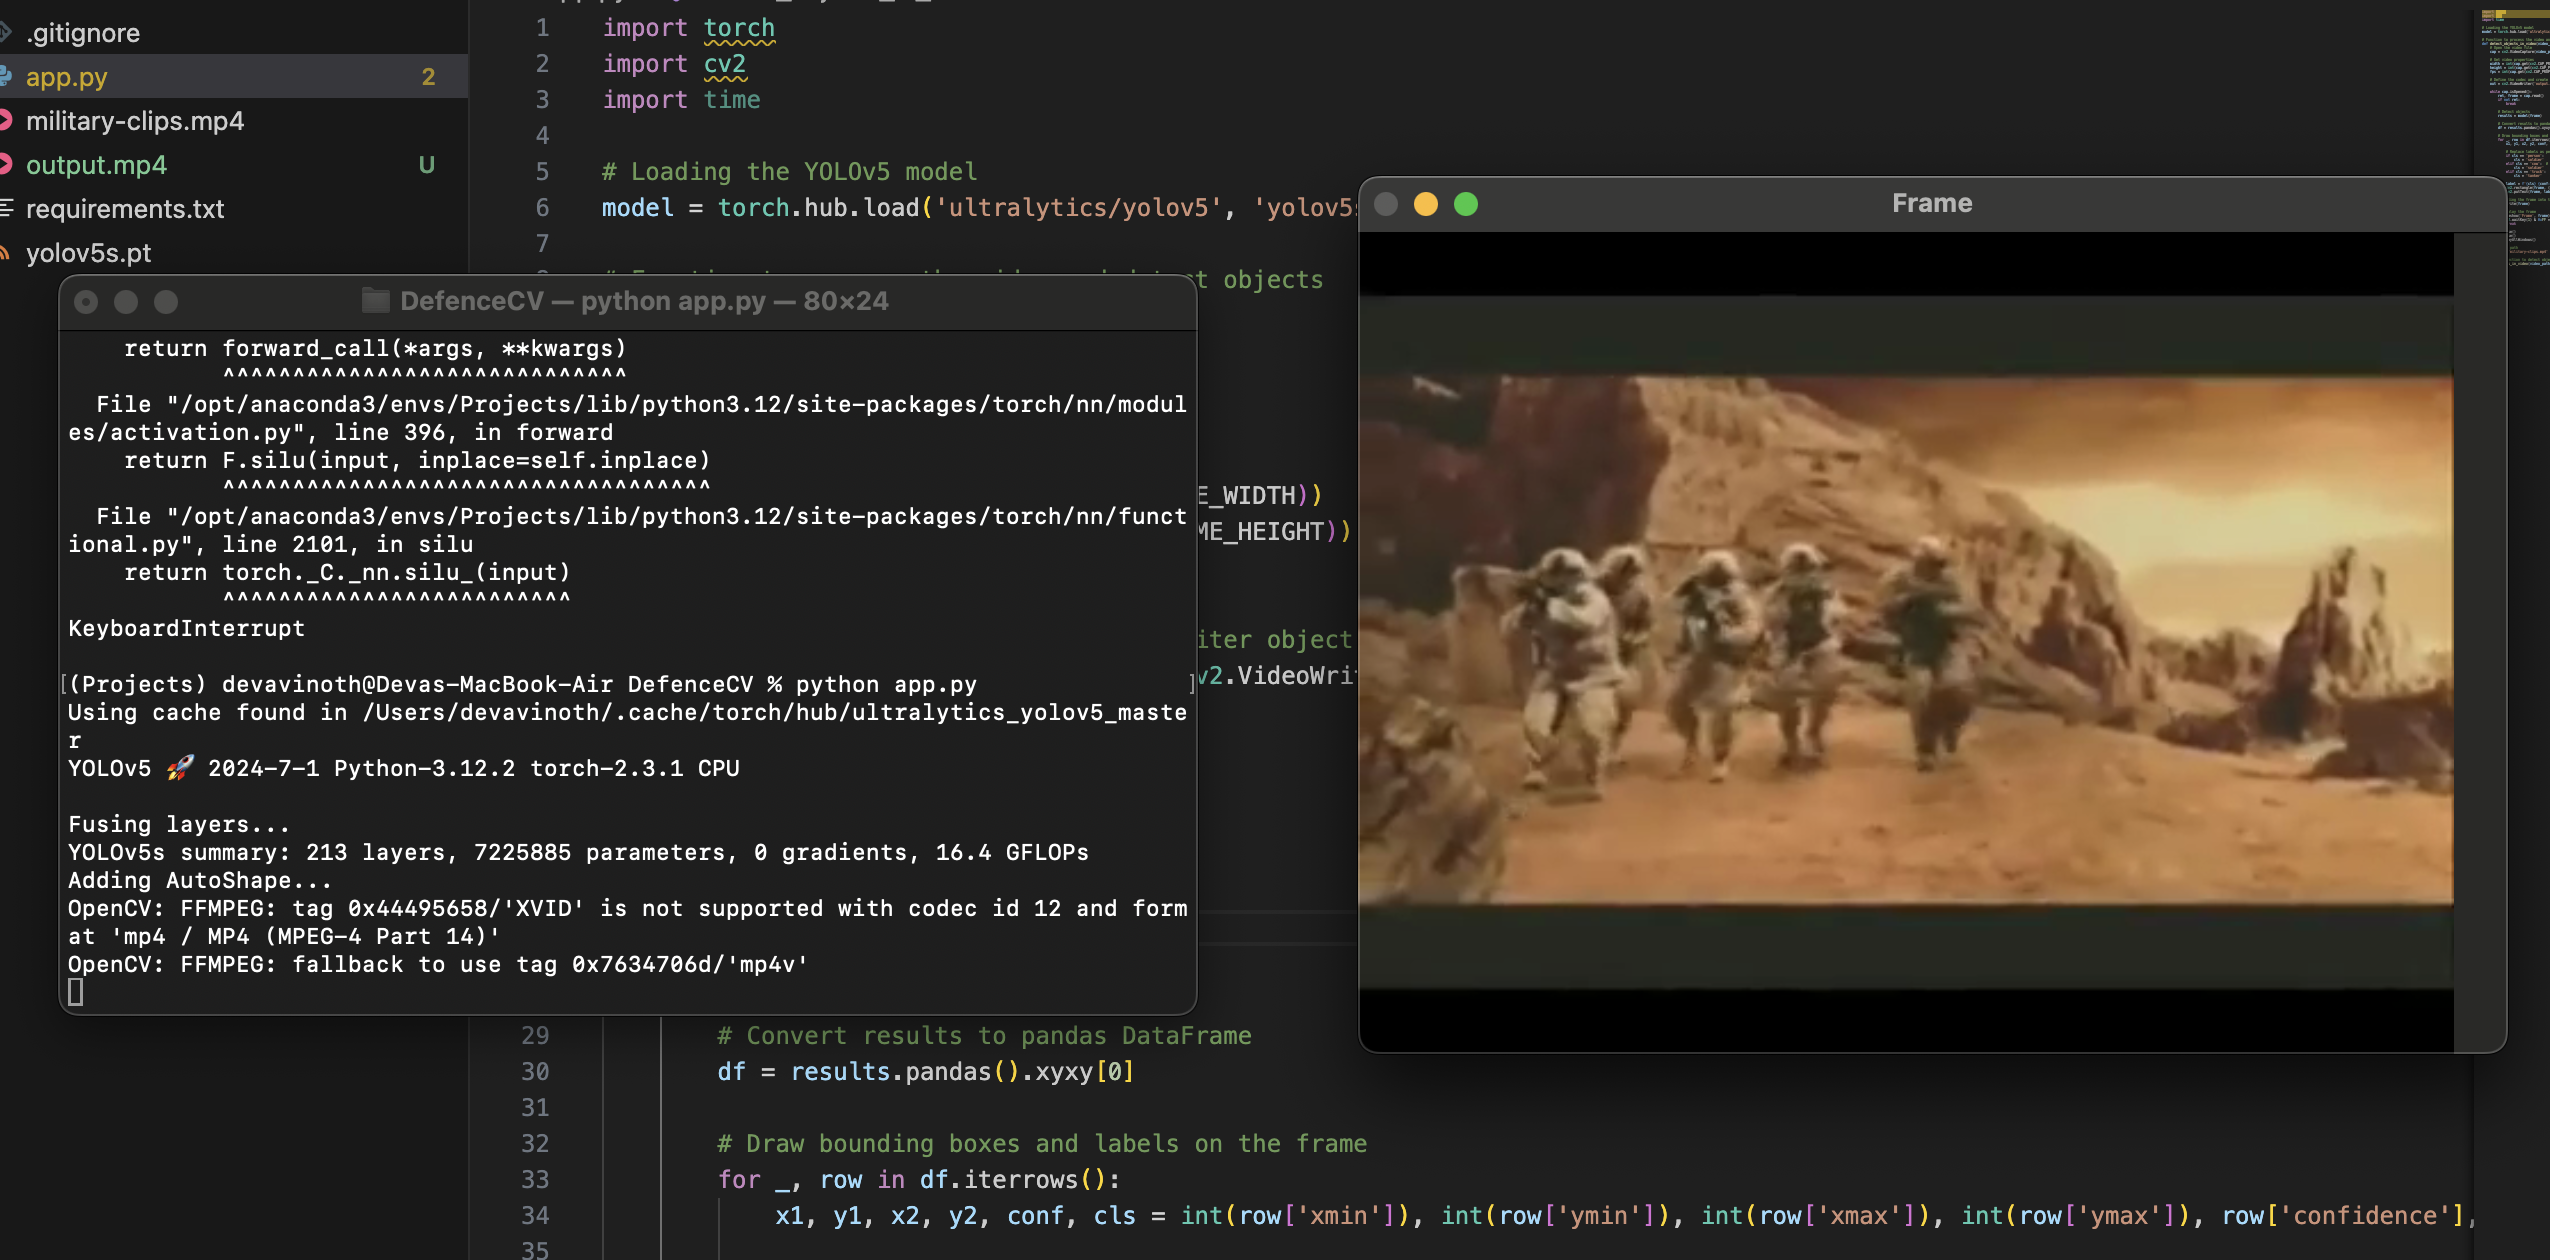 .gitignore
app.py 2
military-clips.mp4
output.mp4 U
requirements.txt
yolov5s.pt
1 import torch
2 import cv2
3 import time
4
5 # Loading the YOLOv5 model
6 model = torch.hub.load('ultralytics/yolov5', 'yolov5s
7
objects
E_WIDTH))
ME_HEIGHT))
iter object
v2.VideoWrit
DefenceCV — python app.py — 80×24
return forward_call(*args, **kwargs)
^^^^^^^^^^^^^^^^^^^^^^^^^^^^^
File "/opt/anaconda3/envs/Projects/lib/python3.12/site-packages/torch/nn/modul
es/activation.py", line 396, in forward
return F.silu(input, inplace=self.inplace)
^^^^^^^^^^^^^^^^^^^^^^^^^^^^^^^^^^^
File "/opt/anaconda3/envs/Projects/lib/python3.12/site-packages/torch/nn/funct
ional.py", line 2101, in silu
return torch._C._nn.silu_(input)
^^^^^^^^^^^^^^^^^^^^^^^^^
KeyboardInterrupt
[(Projects) devavinoth@Devas-MacBook-Air DefenceCV % python app.py ]
Using cache found in /Users/devavinoth/.cache/torch/hub/ultralytics_yolov5_maste
r
YOLOv5 🚀 2024-7-1 Python-3.12.2 torch-2.3.1 CPU
Fusing layers...
YOLOv5s summary: 213 layers, 7225885 parameters, 0 gradients, 16.4 GFLOPs
Adding AutoShape...
OpenCV: FFMPEG: tag 0x44495658/'XVID' is not supported with codec id 12 and form
at 'mp4 / MP4 (MPEG-4 Part 14)'
OpenCV: FFMPEG: fallback to use tag 0x7634706d/'mp4v'
Frame
29 # Convert results to pandas DataFrame
30 df = results.pandas().xyxy[0]
31
32 # Draw bounding boxes and labels on the frame
33 for _, row in df.iterrows():
34 x1, y1, x2, y2, conf, cls = int(row['xmin']), int(row['ymin']), int(row['xmax']), int(row['ymax']), row['confidence'],
35